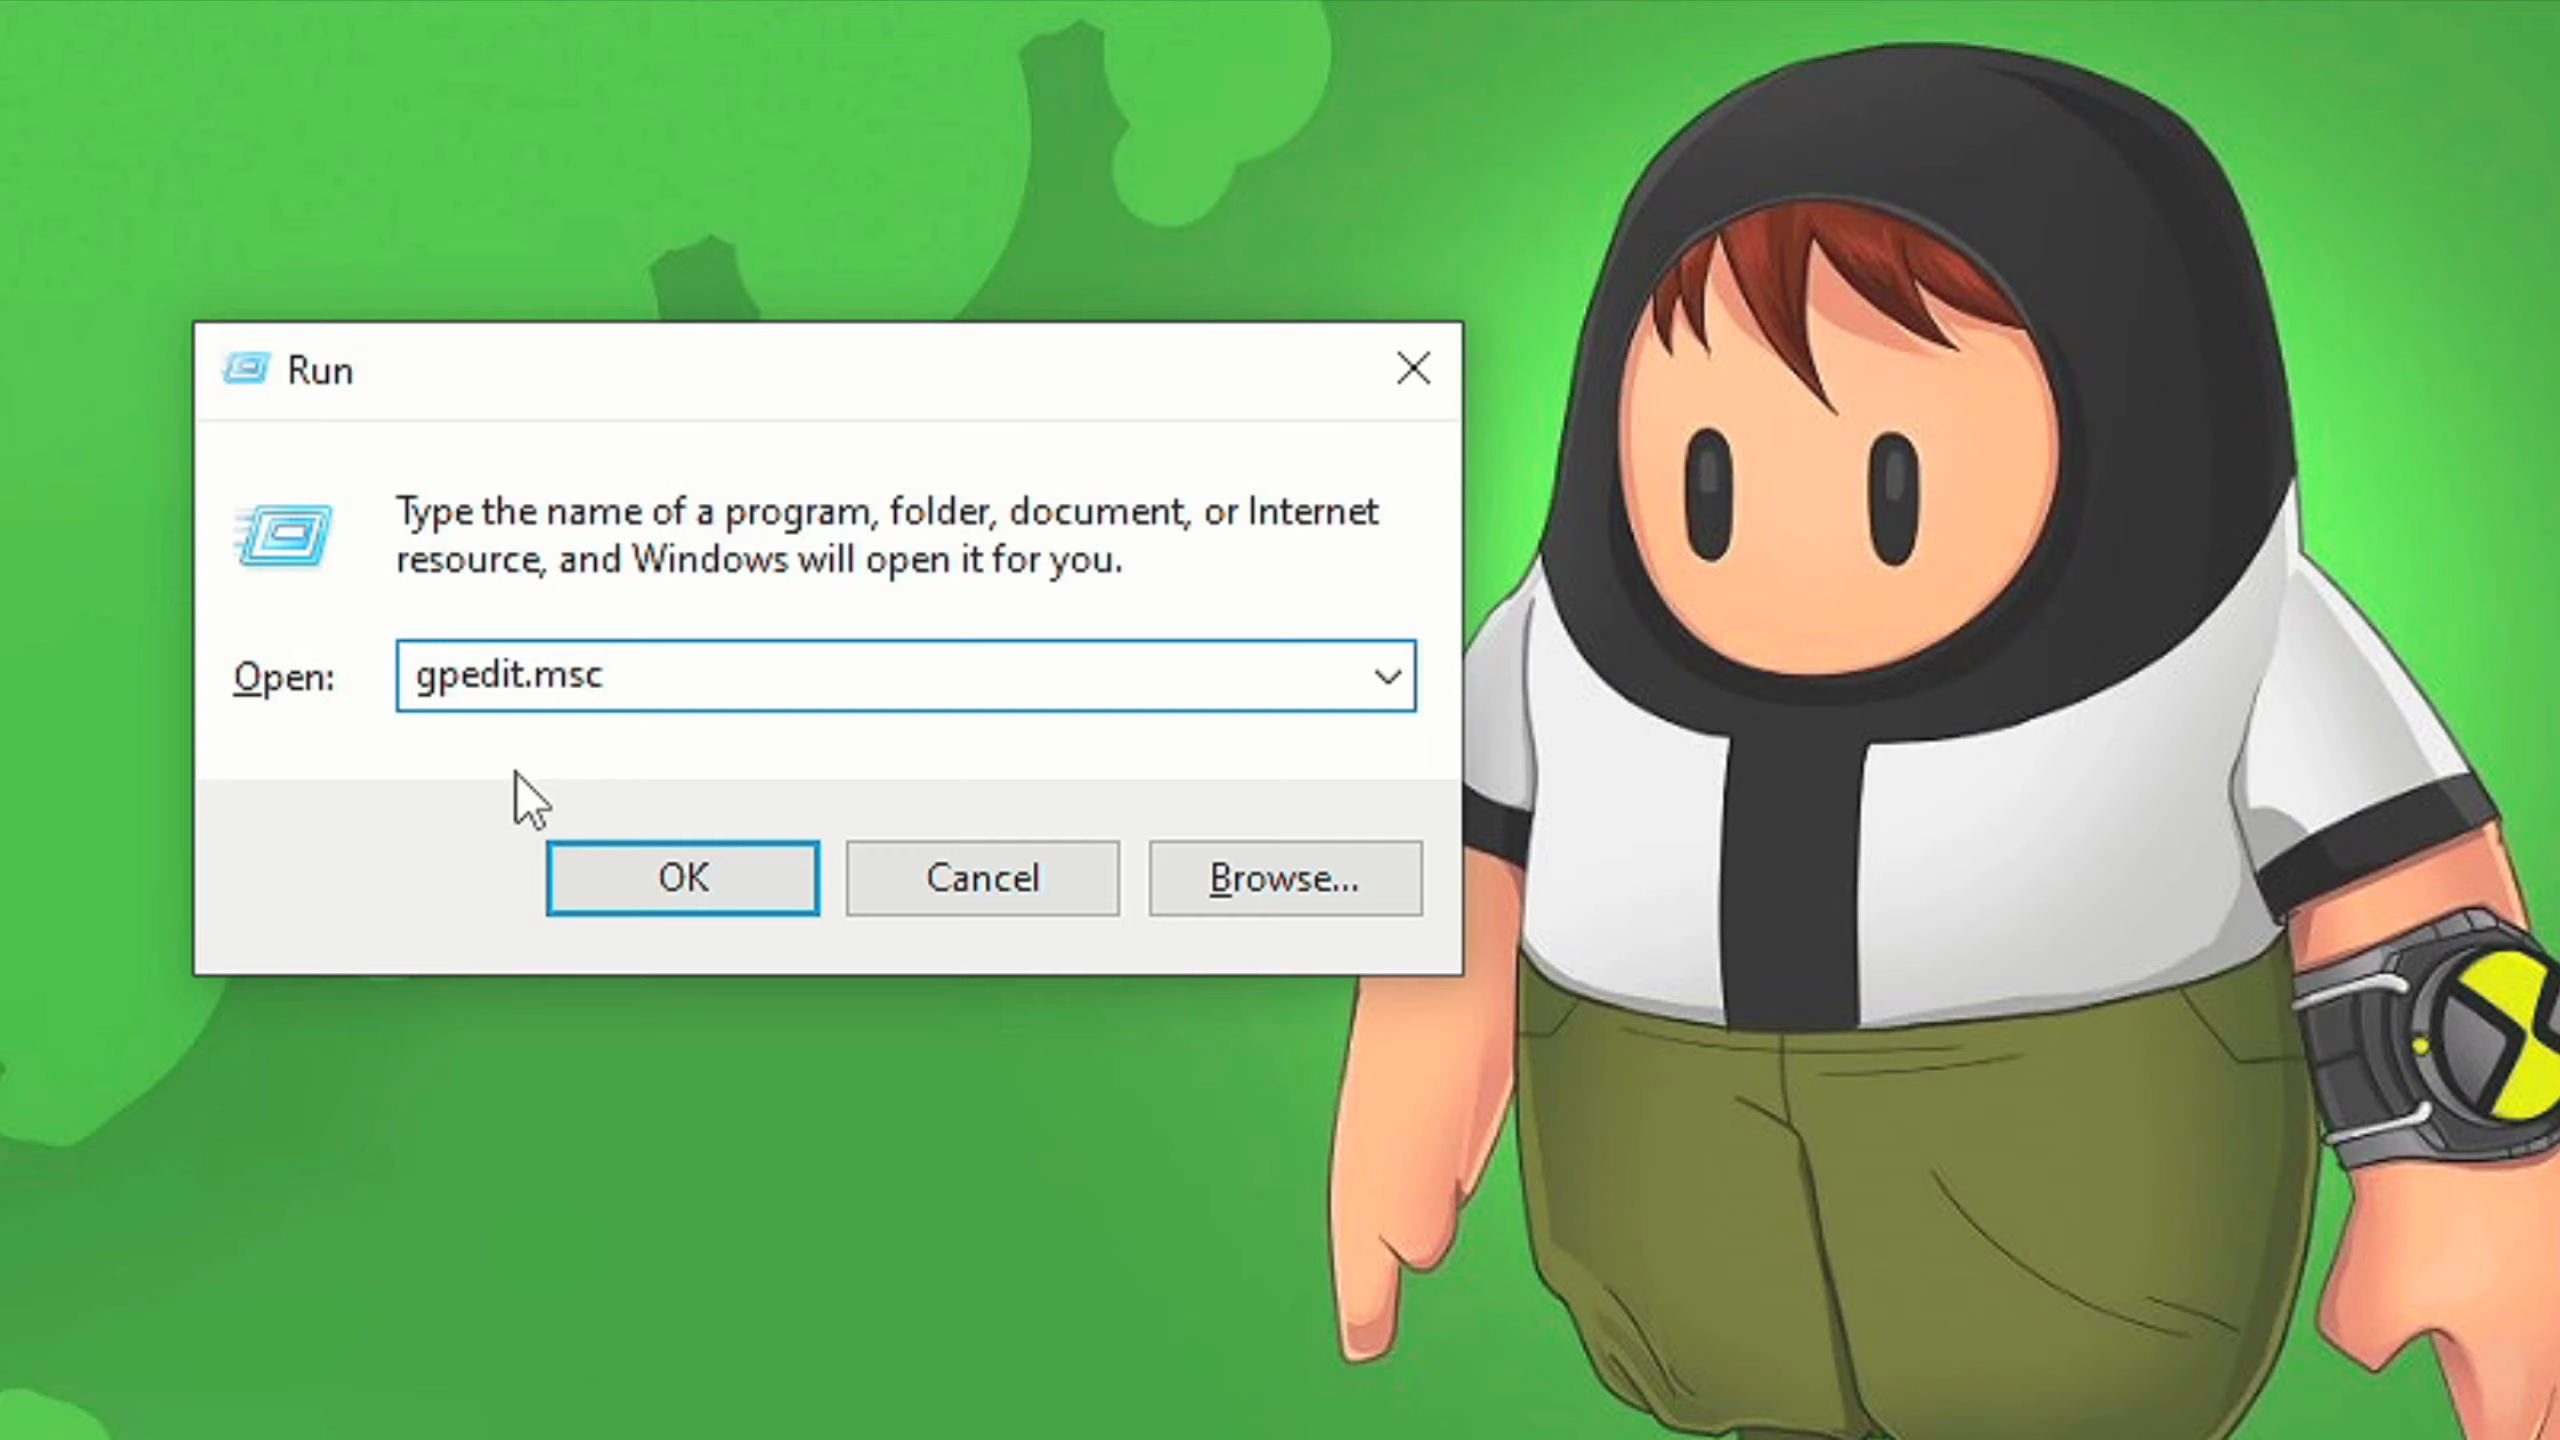 Run
Type the name of a program, folder, document, or Internet
resource, and Windows will open it for you.
Open:
gpedit.msc
OK
Cancel
Browse...